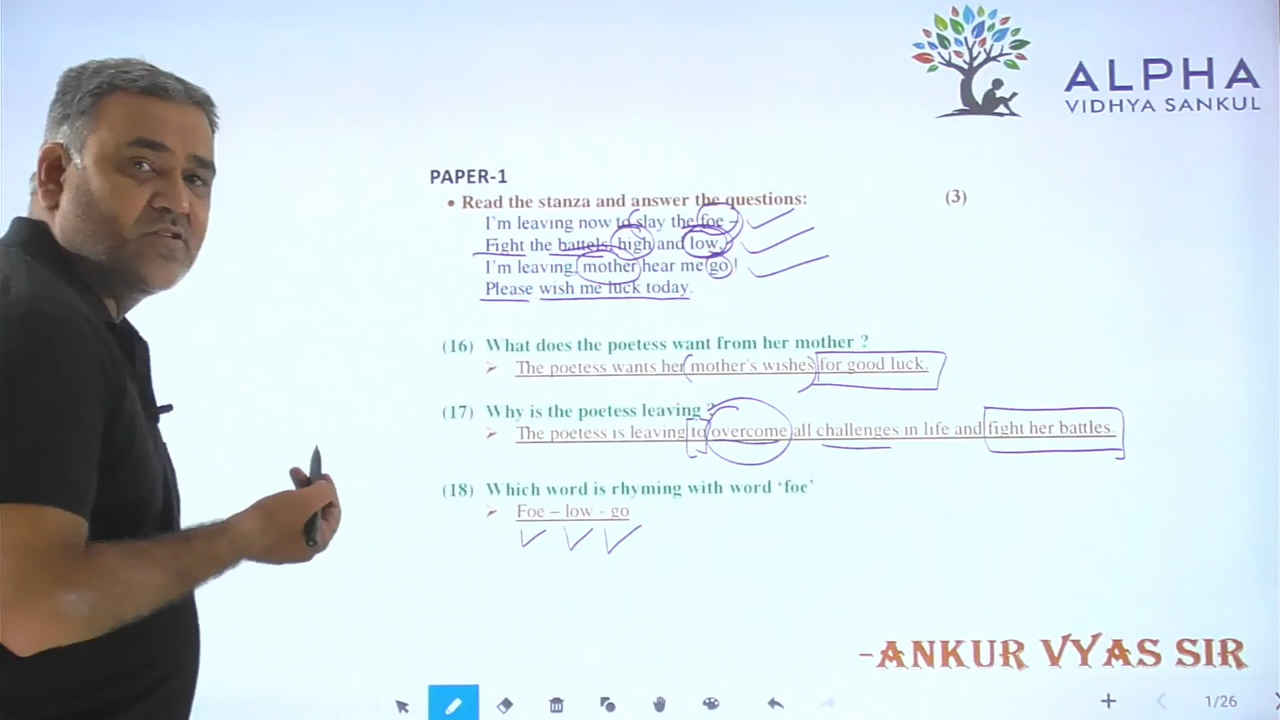 ALPHA
VIDHYA SANKUL
PAPER-1
• Read the stanza and answer the questions: (3)
I'm leaving now to slay the foe –
Fight the battels, high and low,
I'm leaving, mother hear me go!
Please wish me luck today.
(16) What does the poetess want from her mother ?
➢ The poetess wants her mother's wishes for good luck.
(17) Why is the poetess leaving ?
➢ The poetess is leaving to overcome all challenges in life and fight her battles.
(18) Which word is rhyming with word 'foe'
➢ Foe – low - go
-ANKUR VYAS SIR
1/26